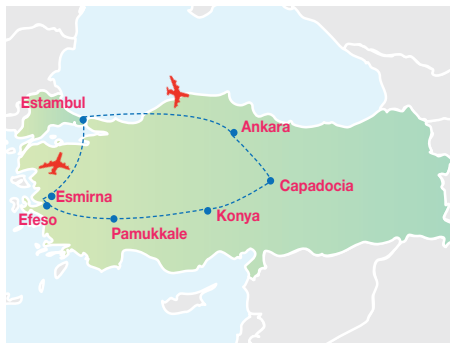 Estambul
Ankara
Capadocia
Esmirna
Efeso
Konya
Pamukkale